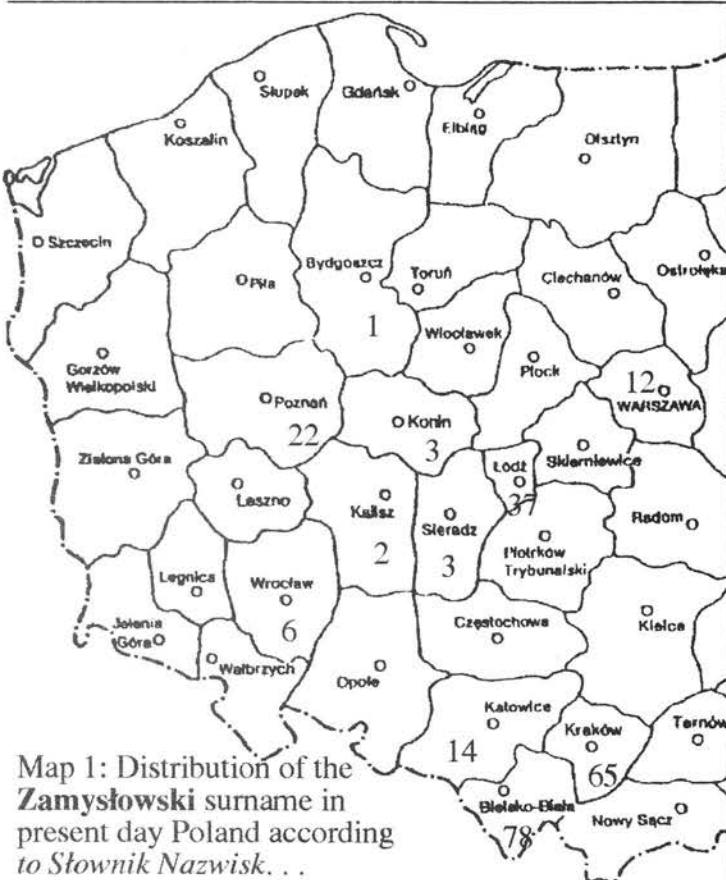 Słupsk
Gdańsk
Elbląg
Koszalin
Olsztyn
Szczecin
Bydgoszcz
Toruń
Piła
Ciechanów
Ostrołęka
1
Włocławek
Gorzów
Wielkopolski
Płock
12
WARSZAWA
Poznań
22
Konin
3
Skierniewice
Zielona Góra
Łódź
37
Leszno
Kalisz
2
Sieradz
3
Radom
Piotrków
Trybunalski
Legnica
Wrocław
6
Jelenia
Góra
Częstochowa
Kielce
Wałbrzych
Opole
Katowice
14
Kraków
65
Tarnów
Bielsko-Biała
78
Nowy Sącz
Map 1: Distribution of the
Zamysłowski surname in
present day Poland according
to Słownik Nazwisk. . .